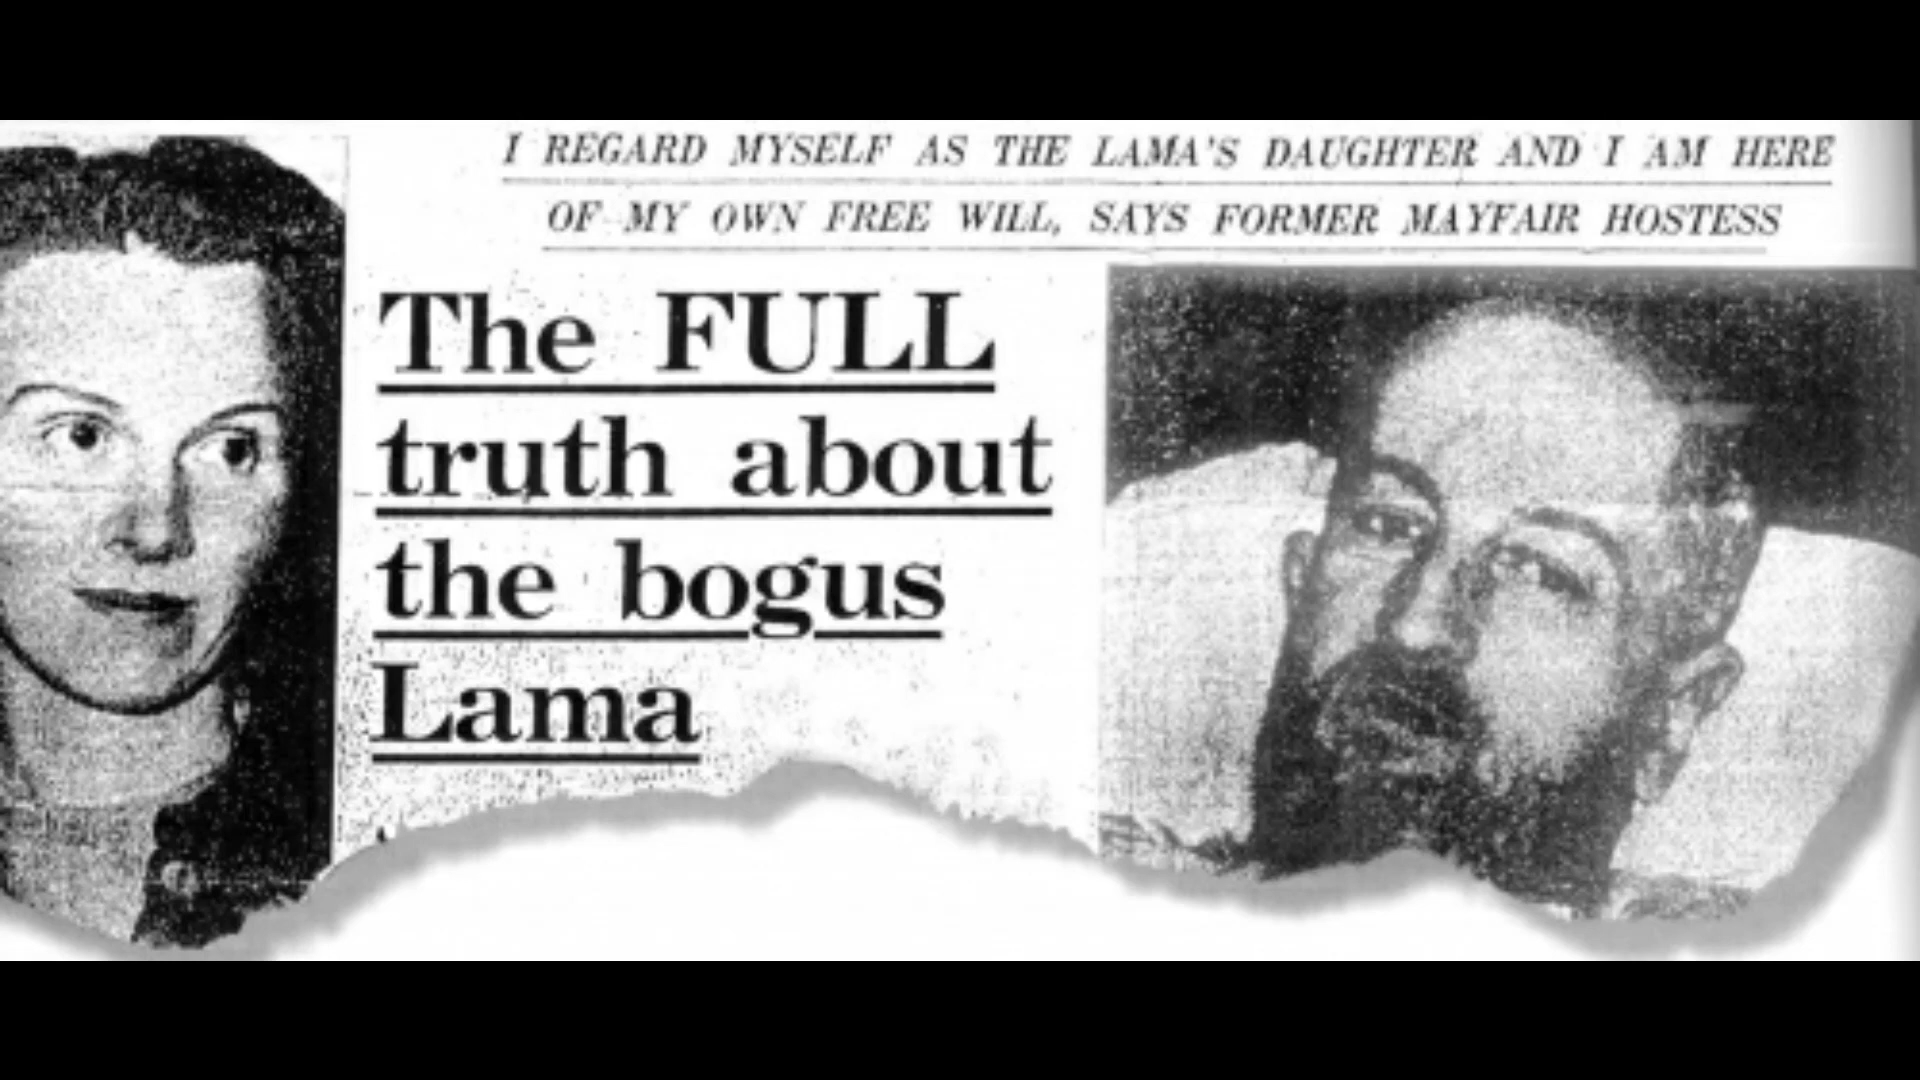 I REGARD MYSELF AS THE LAMA'S DAUGHTER AND I AM HERE
OF MY OWN FREE WILL, SAYS FORMER MAYFAIR HOSTESS
The FULL
truth about
the bogus
Lama